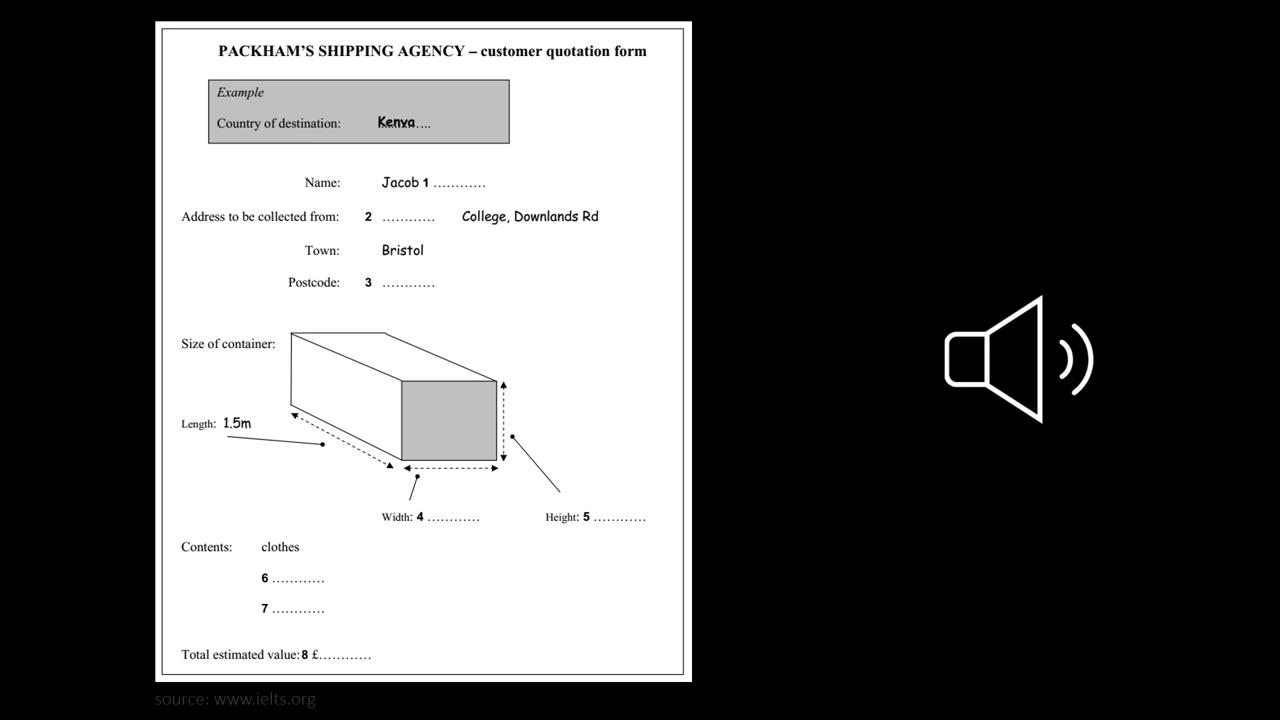 PACKHAM'S SHIPPING AGENCY – customer quotation form
Example
Country of destination: Kenya....
Name: Jacob 1 ............
Address to be collected from: 2 ............ College, Downlands Rd
Town: Bristol
Postcode: 3 ............
Size of container:
Length: 1.5m
Width: 4 ............
Height: 5 ............
Contents: clothes
6 ............
7 ............
Total estimated value: 8 £............
source: www.ielts.org